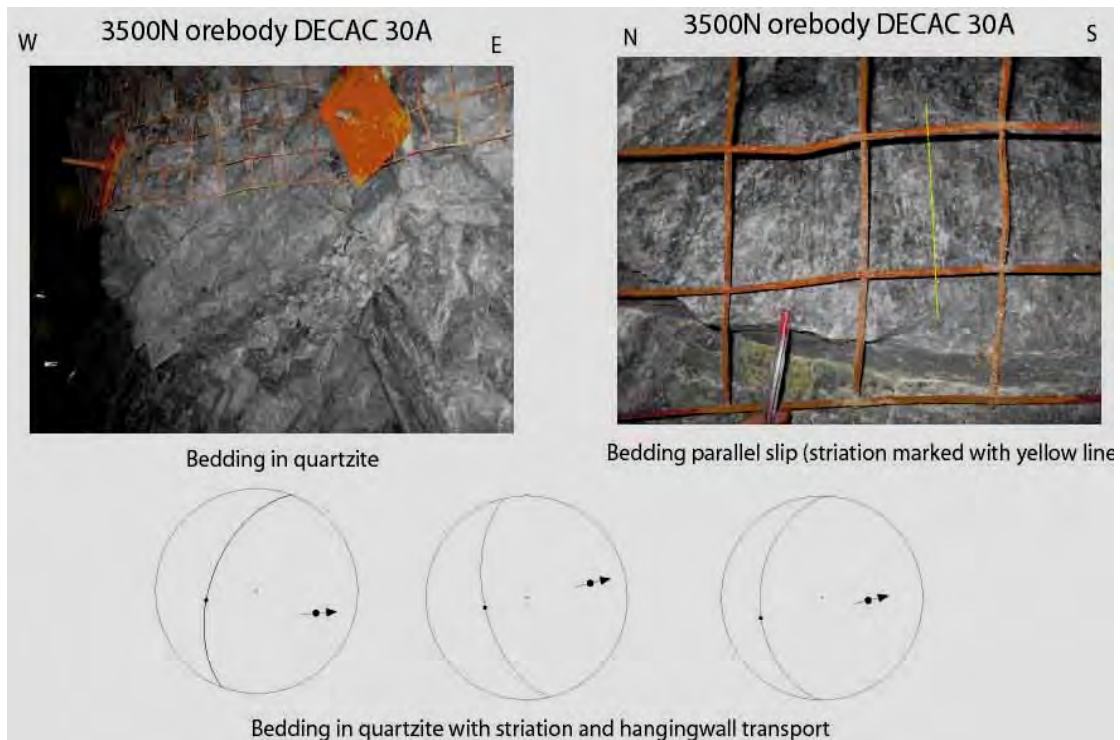 3500N orebody DECAC 30A
W
E
3500N orebody DECAC 30A
N
S
Bedding in quartzite
Bedding parallel slip (striation marked with yellow line
Bedding in quartzite with striation and hangingwall transport